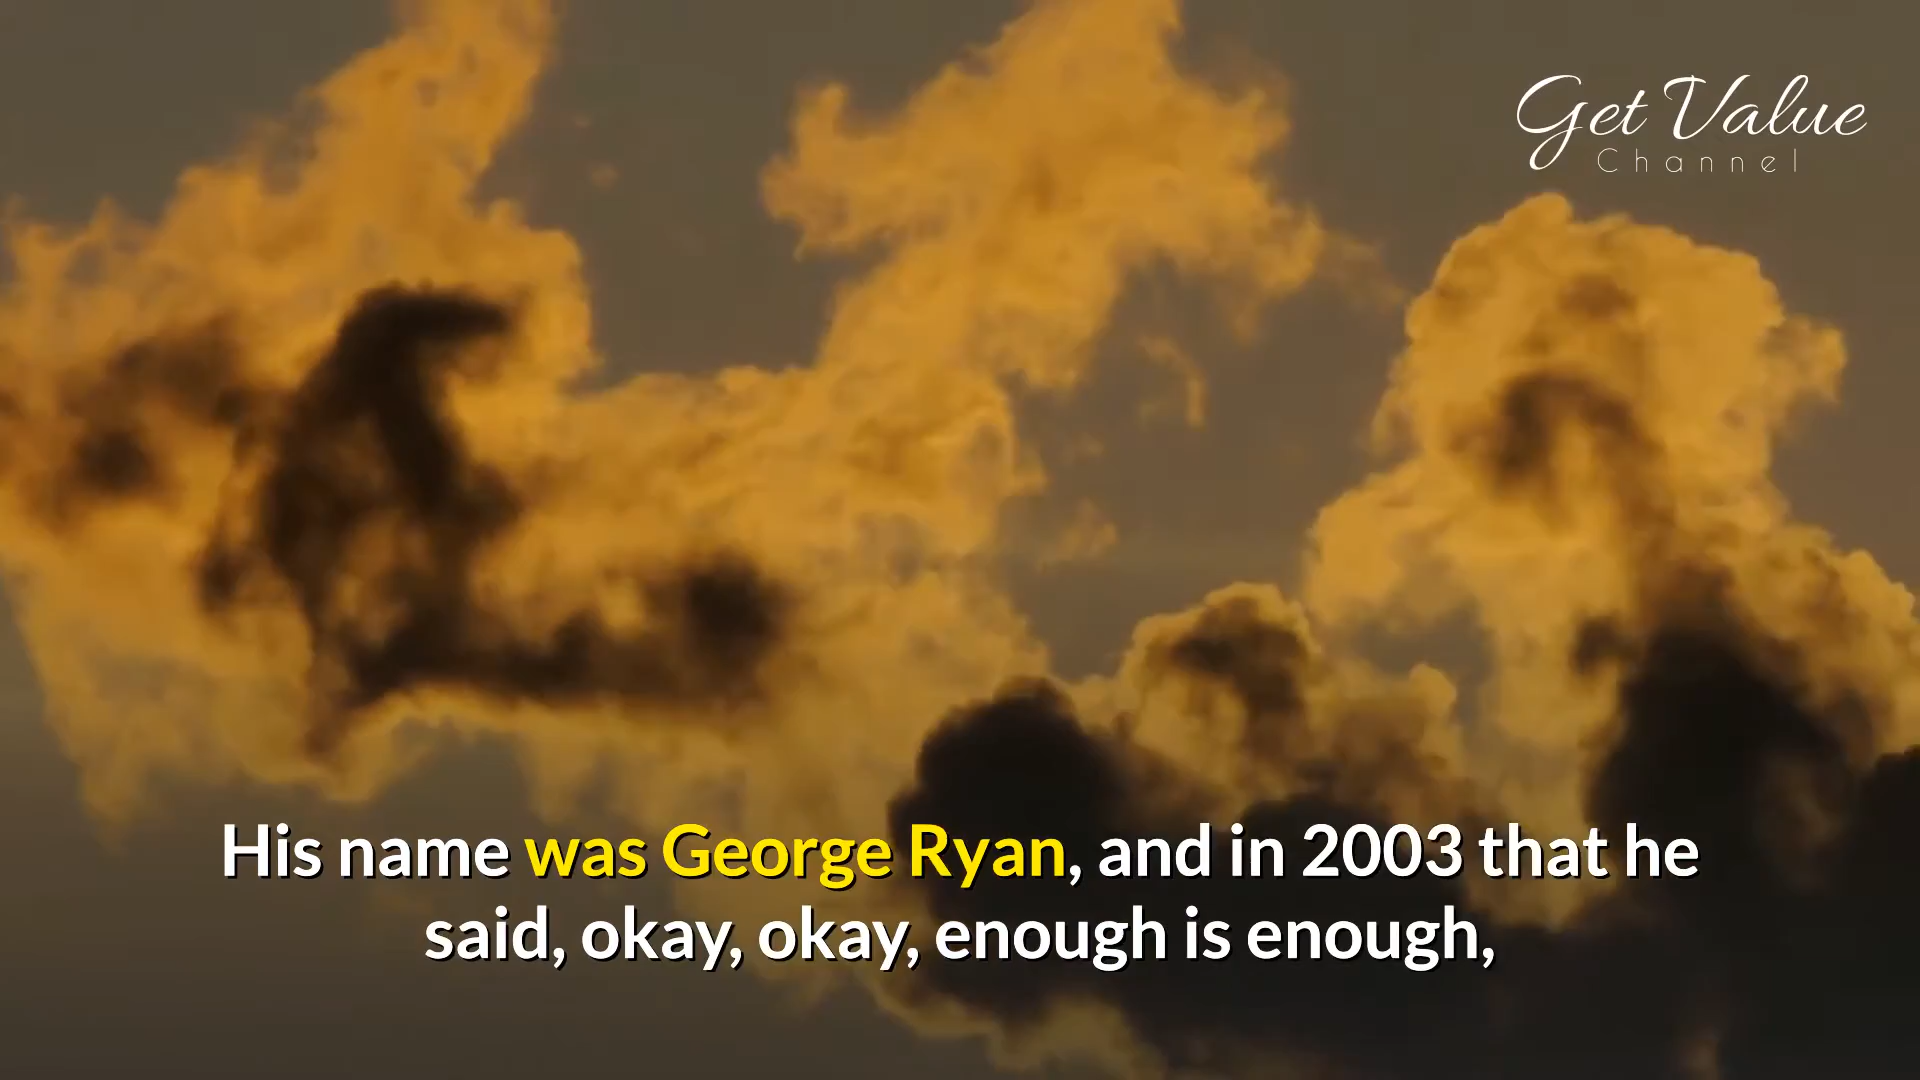 Get Value
Channel
His name was George Ryan, and in 2003 that he
said, okay, okay, enough is enough,